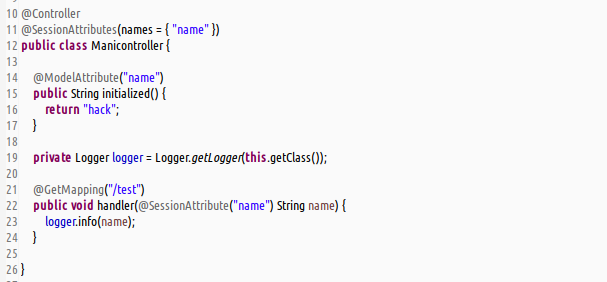 10 @Controller
11 @SessionAttributes(names = { "name" })
12 public class Manicontroller {
13
14     @ModelAttribute("name")
15     public String initialized() {
16         return "hack";
17     }
18
19     private Logger logger = Logger.getLogger(this.getClass());
20
21     @GetMapping("/test")
22     public void handler(@SessionAttribute("name") String name) {
23         logger.info(name);
24     }
25
26 }